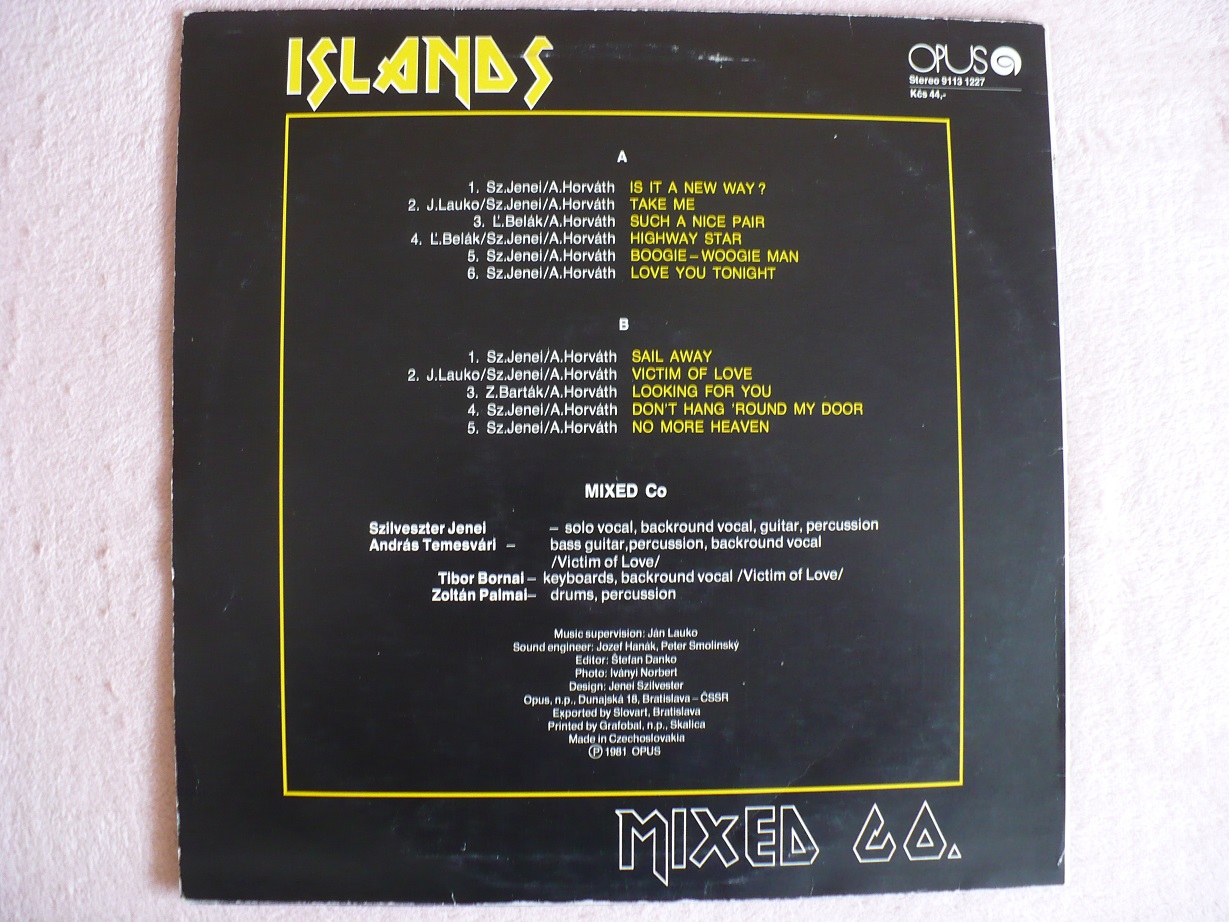 ISLANDS
OPUS
Stereo 9113 1227
Kčs 44,-
A
1. Sz.Jenei/A.Horváth IS IT A NEW WAY?
2. J.Lauko/Sz.Jenei/A.Horváth TAKE ME
3. Ľ.Belák/A.Horváth SUCH A NICE PAIR
4. Ľ.Belák/Sz.Jenei/A.Horváth HIGHWAY STAR
5. Sz.Jenei/A.Horváth BOOGIE–WOOGIE MAN
6. Sz.Jenei/A.Horváth LOVE YOU TONIGHT
B
1. Sz.Jenei/A.Horváth SAIL AWAY
2. J.Lauko/Sz.Jenei/A.Horváth VICTIM OF LOVE
3. Z.Barták/A.Horváth LOOKING FOR YOU
4. Sz.Jenei/A.Horváth DON'T HANG 'ROUND MY DOOR
5. Sz.Jenei/A.Horváth NO MORE HEAVEN
MIXED Co
Szilveszter Jenei – solo vocal, backround vocal, guitar, percussion
András Temesvári – bass guitar,percussion, backround vocal
/Victim of Love/
Tibor Bornai – keyboards, backround vocal /Victim of Love/
Zoltán Palmai– drums, percussion
Music supervision: Ján Lauko
Sound engineer: Jozef Hanák, Peter Smolinský
Editor: Štefan Danko
Photo: Iványi Norbert
Design: Jenei Szilvester
Opus, n.p., Dunajská 18, Bratislava – ČSSR
Exported by Slovart, Bratislava
Printed by Grafobal, n.p., Skalica
Made in Czechoslovakia
Ⓟ 1981 OPUS
MIXED CO.